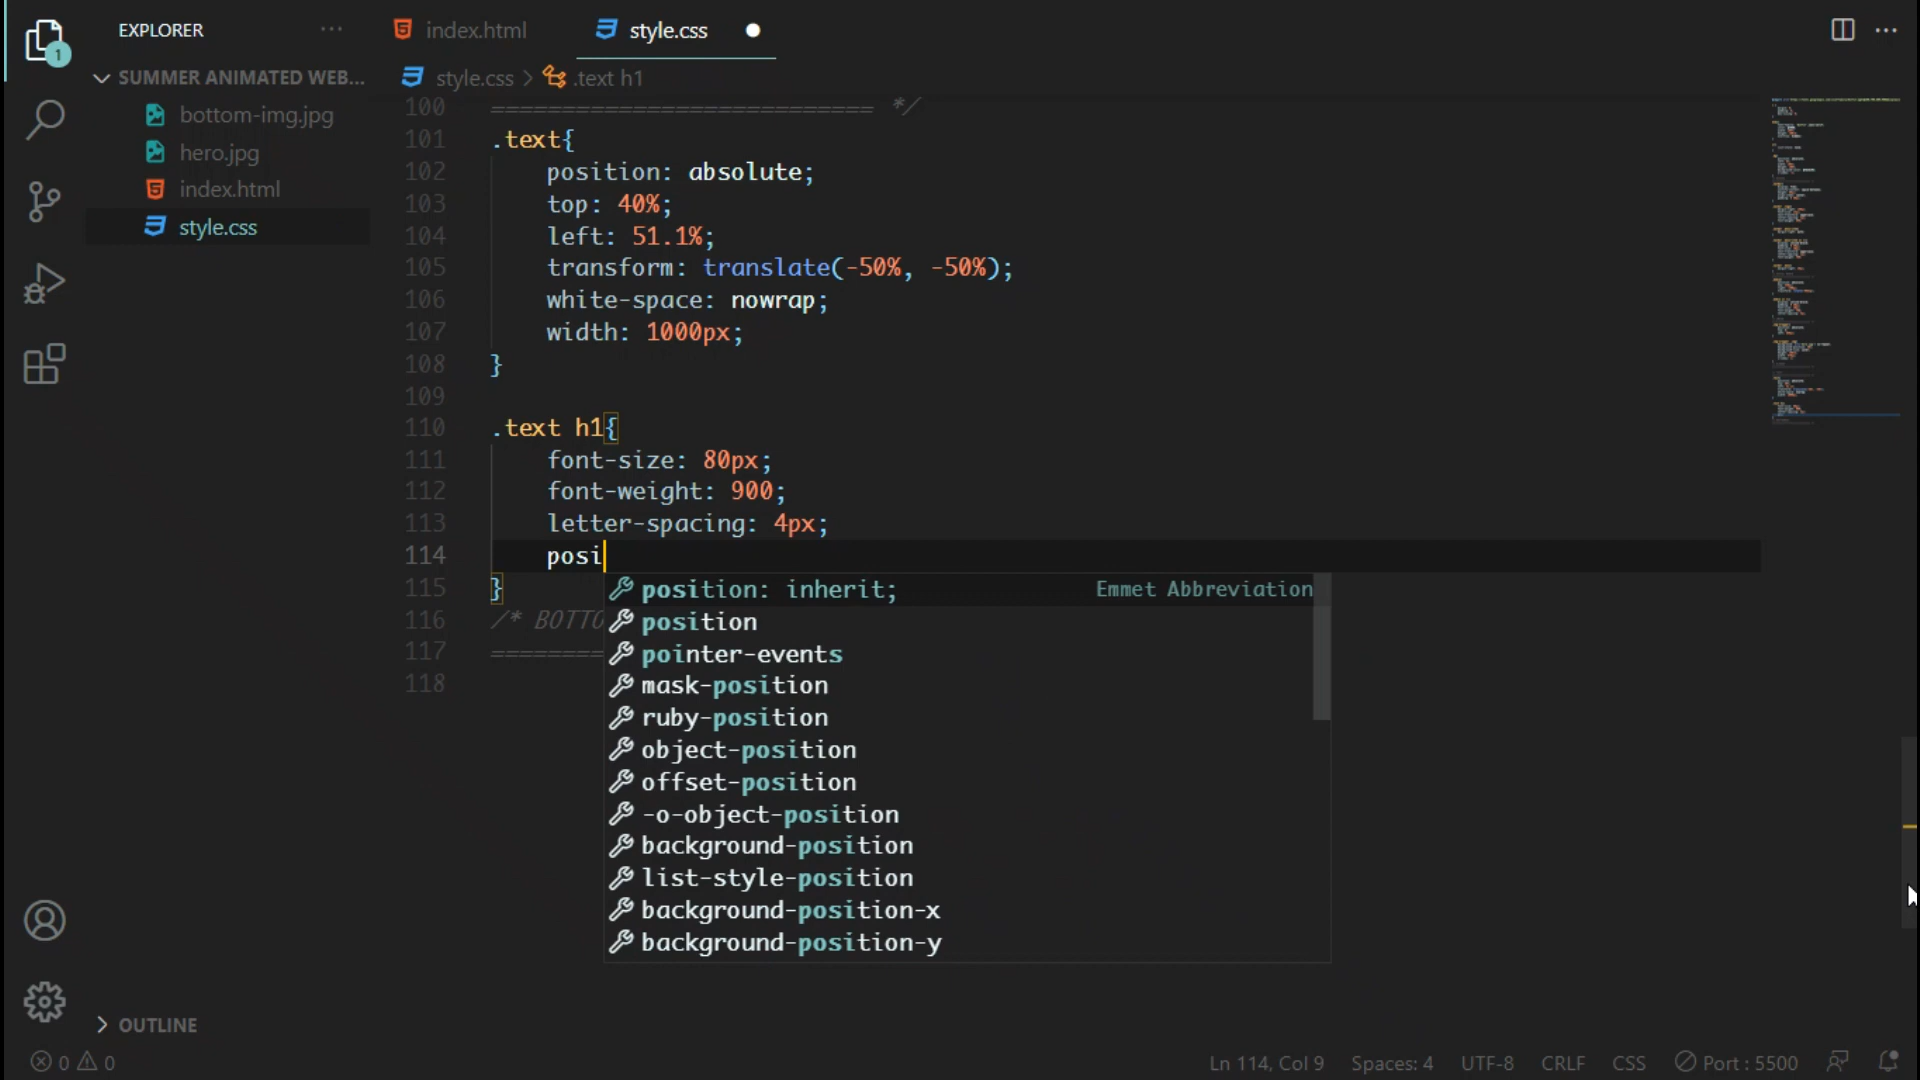 EXPLORER
index.html
style.css
1
SUMMER ANIMATED WEB...
style.css > .text h1
bottom-img.jpg
hero.jpg
index.html
style.css
100 =========================== */
101 .text{
102 position: absolute;
103 top: 40%;
104 left: 51.1%;
105 transform: translate(-50%, -50%);
106 white-space: nowrap;
107 width: 1000px;
108 }
109
110 .text h1{
111 font-size: 80px;
112 font-weight: 900;
113 letter-spacing: 4px;
114 posi
115 }
116 /* BOTTO
117 ========
118
position: inherit; Emmet Abbreviation
position
pointer-events
mask-position
ruby-position
object-position
offset-position
-o-object-position
background-position
list-style-position
background-position-x
background-position-y
OUTLINE
0 0
Ln 114, Col 9 Spaces: 4 UTF-8 CRLF CSS Port : 5500